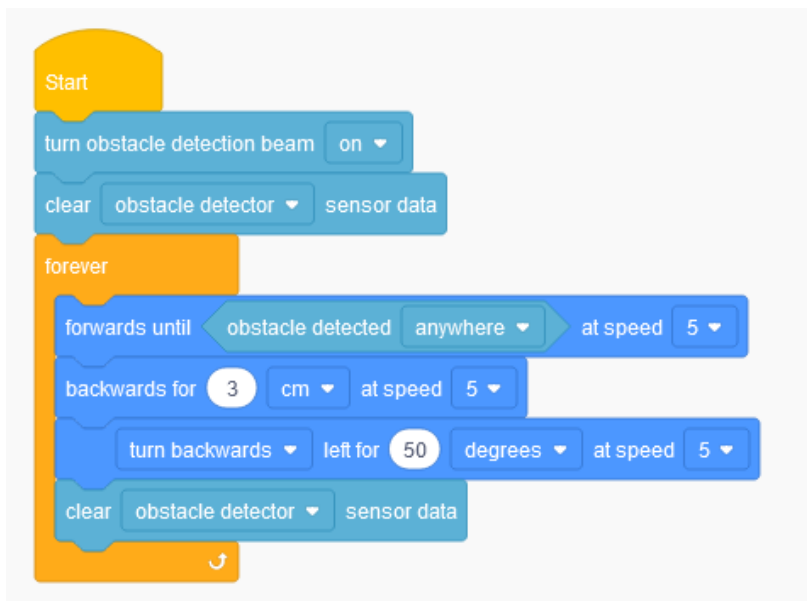 Start
turn obstacle detection beam on
clear obstacle detector sensor data
forever
forwards until obstacle detected anywhere at speed 5
backwards for 3 cm at speed 5
turn backwards left for 50 degrees at speed 5
clear obstacle detector sensor data